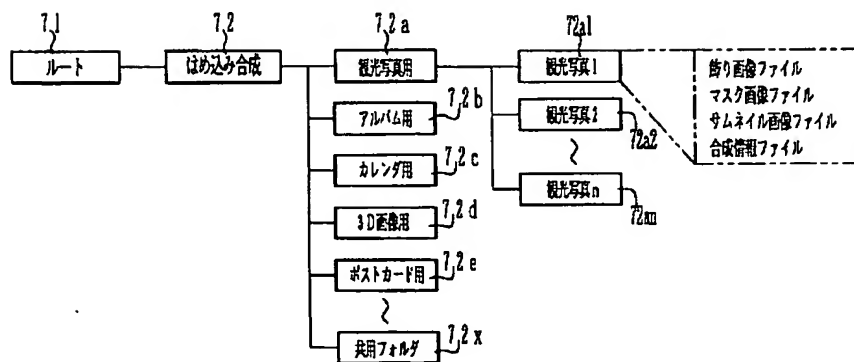 71
ルート
72
はめ込み合成
72a
観光写真用
72b
アルバム用
72c
カレンダ用
72d
3D画像用
72e
ポストカード用
72x
共用フォルダ
72a1
観光写真1
観光写真2
72a2
観光写真n
72an
飾り画像ファイル
マスク画像ファイル
サムネイル画像ファイル
合成情報ファイル